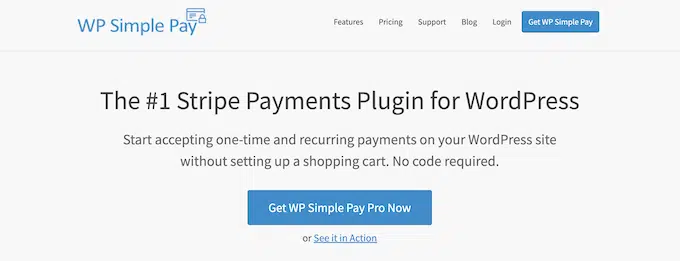 WP Simple Pay
Features Pricing Support Blog Login Get WP Simple Pay
The #1 Stripe Payments Plugin for WordPress
Start accepting one-time and recurring payments on your WordPress site
without setting up a shopping cart. No code required.
Get WP Simple Pay Pro Now
or See it in Action